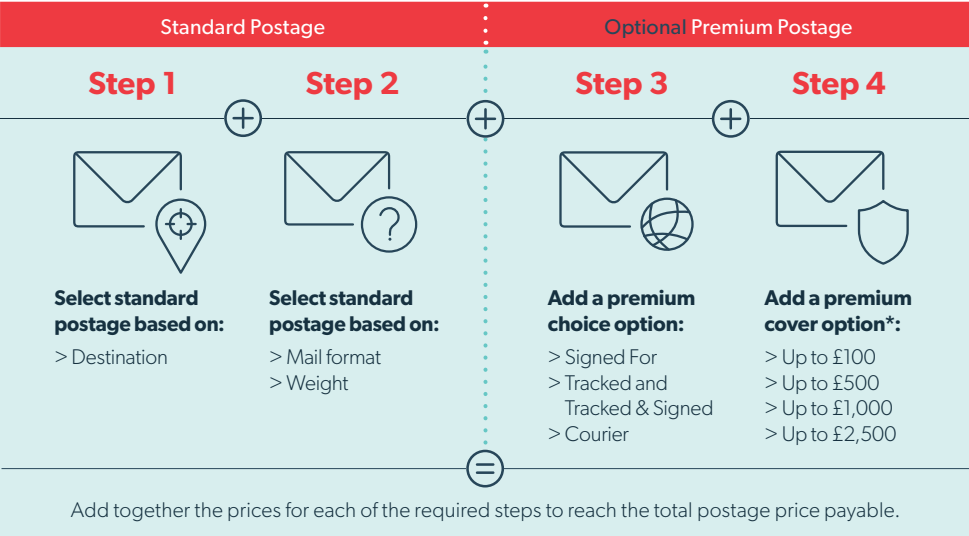 Standard Postage
Optional Premium Postage
Step 1
Step 2
Step 3
Step 4
?
Select standard
postage based on:
> Destination
Select standard
postage based on:
> Mail format
> Weight
Add a premium
choice option:
> Signed For
> Tracked and
Tracked & Signed
> Courier
Add a premium
cover option*:
> Up to £100
> Up to £500
> Up to £1,000
> Up to £2,500
Add together the prices for each of the required steps to reach the total postage price payable.